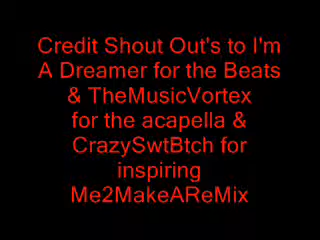 Credit Shout Out's to I'm
A Dreamer for the Beats
& TheMusicVortex
for the acapella &
CrazySwtBtch for
inspiring
Me2MakeAReMix